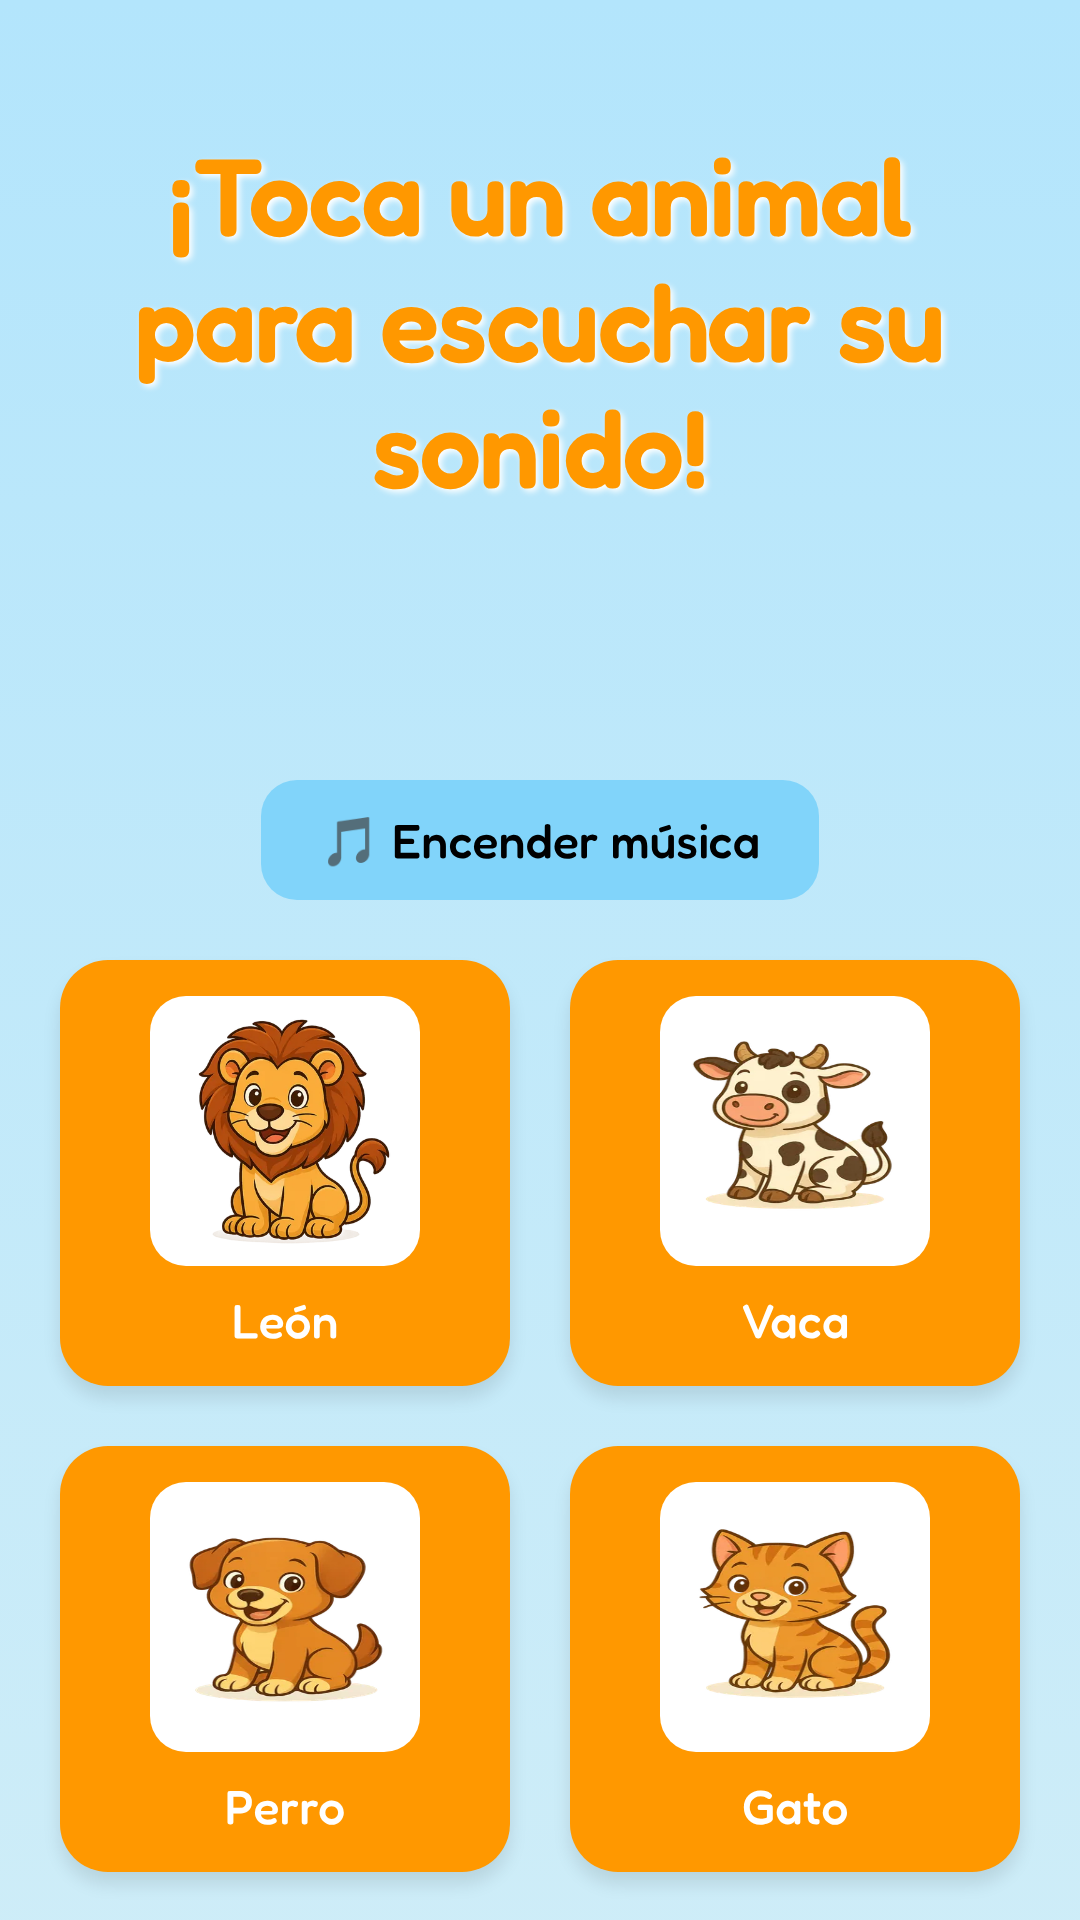 ¡Toca un animal
para escuchar su
sonido!
🎵 Encender música
León
Vaca
Perro
Gato